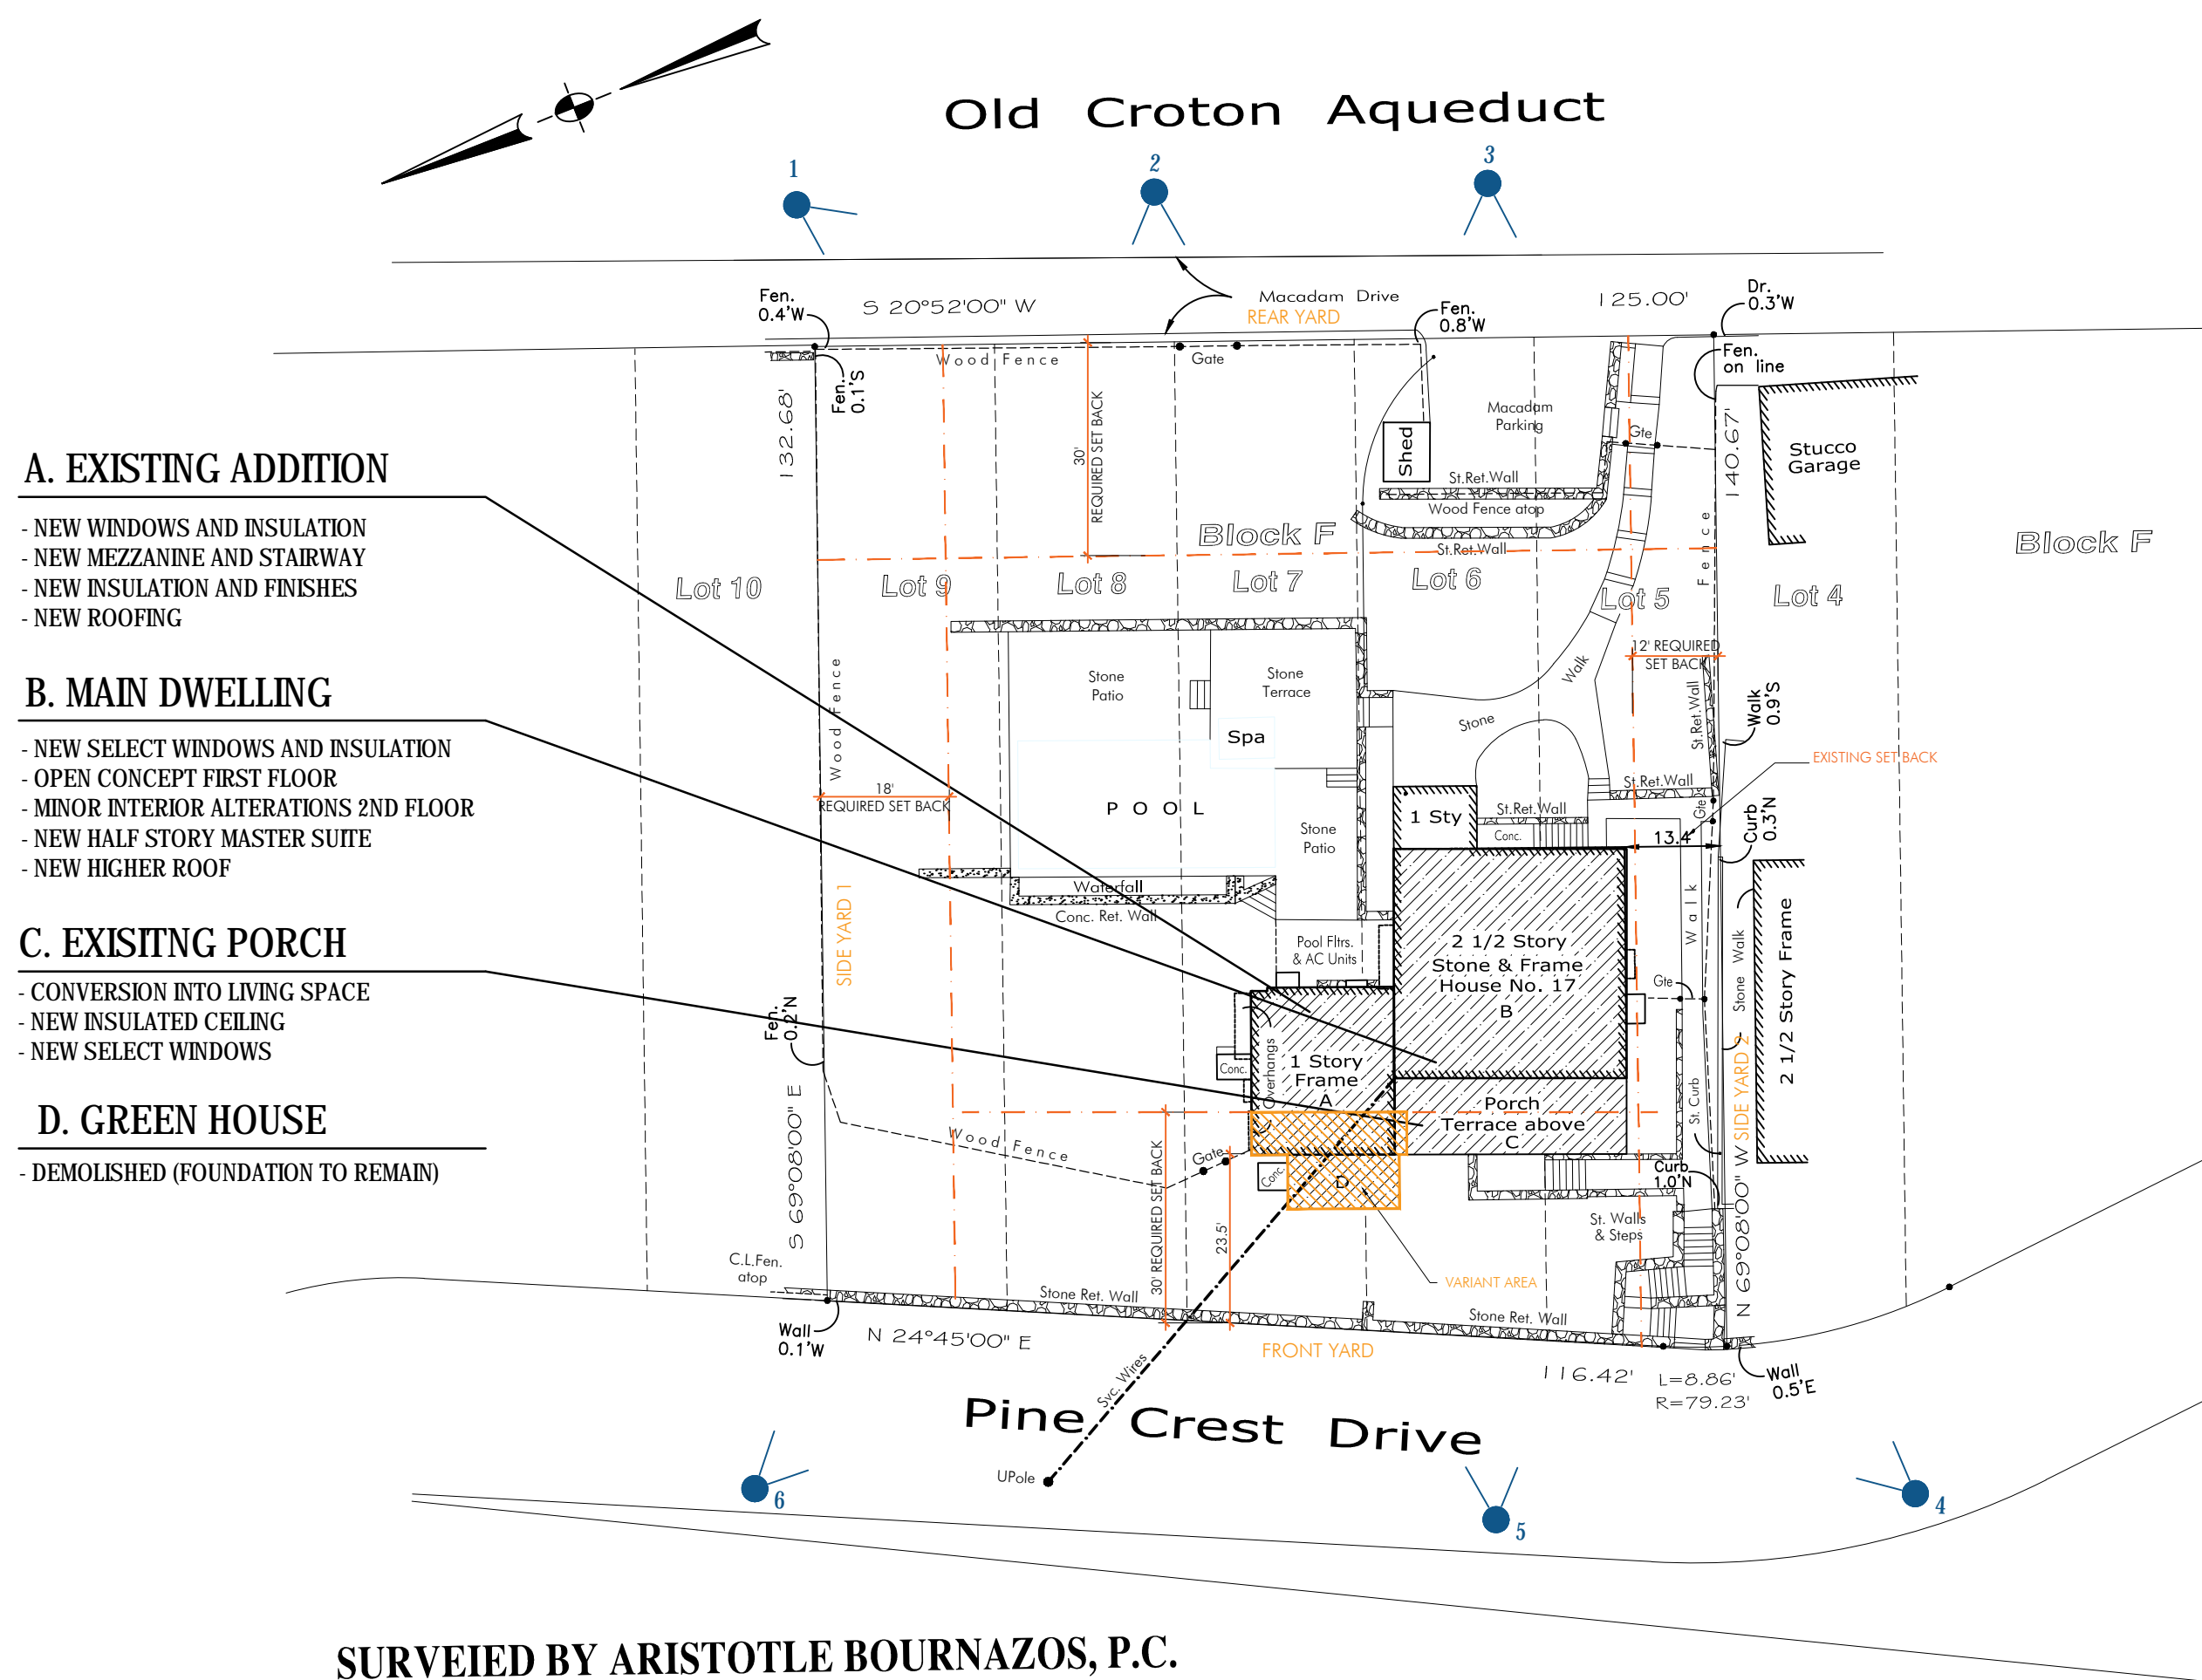 Old Croton Aqueduct
1
2
3
Fen.
0.4'W
S 20°52'00" W
Macadam Drive
REAR YARD
Fen.
0.8'W
125.00'
Dr.
0.3'W
Wood Fence
Gate
Fen.
0.1'S
132.68'
30'
REQUIRED SET BACK
Shed
Macadam
Parking
Gte
Fen.
on line
140.67'
Stucco
Garage
St.Ret.Wall
Wood Fence atop
St.Ret.Wall
Fence
Block F
Block F
Lot 10
Lot 9
Lot 8
Lot 7
Lot 6
Lot 5
Lot 4
A. EXISTING ADDITION
- NEW WINDOWS AND INSULATION
- NEW MEZZANINE AND STAIRWAY
- NEW INSULATION AND FINISHES
- NEW ROOFING
B. MAIN DWELLING
- NEW SELECT WINDOWS AND INSULATION
- OPEN CONCEPT FIRST FLOOR
- MINOR INTERIOR ALTERATIONS 2ND FLOOR
- NEW HALF STORY MASTER SUITE
- NEW HIGHER ROOF
C. EXISITNG PORCH
- CONVERSION INTO LIVING SPACE
- NEW INSULATED CEILING
- NEW SELECT WINDOWS
D. GREEN HOUSE
- DEMOLISHED (FOUNDATION TO REMAIN)
12' REQUIRED
SET BACK
Wood Fence
Stone
Patio
Stone
Terrace
Spa
Stone
Walk
St.Ret.Wall
Walk
0.9'S
EXISTING SET BACK
18'
REQUIRED SET BACK
POOL
Stone
Patio
1 Sty
St.Ret.Wall
Conc.
St.Ret.Wall
Gte
13.4
Curb
0.3'N
Waterfall
Conc. Ret. Wall
SIDE YARD 1
Pool Fltrs.
& AC Units
2 1/2 Story
Stone & Frame
House No. 17
B
Walk
Gte
Stone Walk
2 1/2 Story Frame
Fen.
0.2'N
Conc.
Overhangs
1 Story
Frame
A
Porch
Terrace above
C
St. Curb
SIDE YARD 2
S 69°08'00" E
Wood Fence
Gate
Conc.
D
30' REQUIRED SET BACK
23.5'
Curb
1.0'N
St. Walls
& Steps
N 69°08'00" W
VARIANT AREA
C.L.Fen.
atop
Stone Ret. Wall
Stone Ret. Wall
Wall
0.1'W
N 24°45'00" E
FRONT YARD
116.42'
L=8.86'
R=79.23'
Wall
0.5'E
Svc. Wires
Pine Crest Drive
UPole
6
5
4
SURVEIED BY ARISTOTLE BOURNAZOS, P.C.